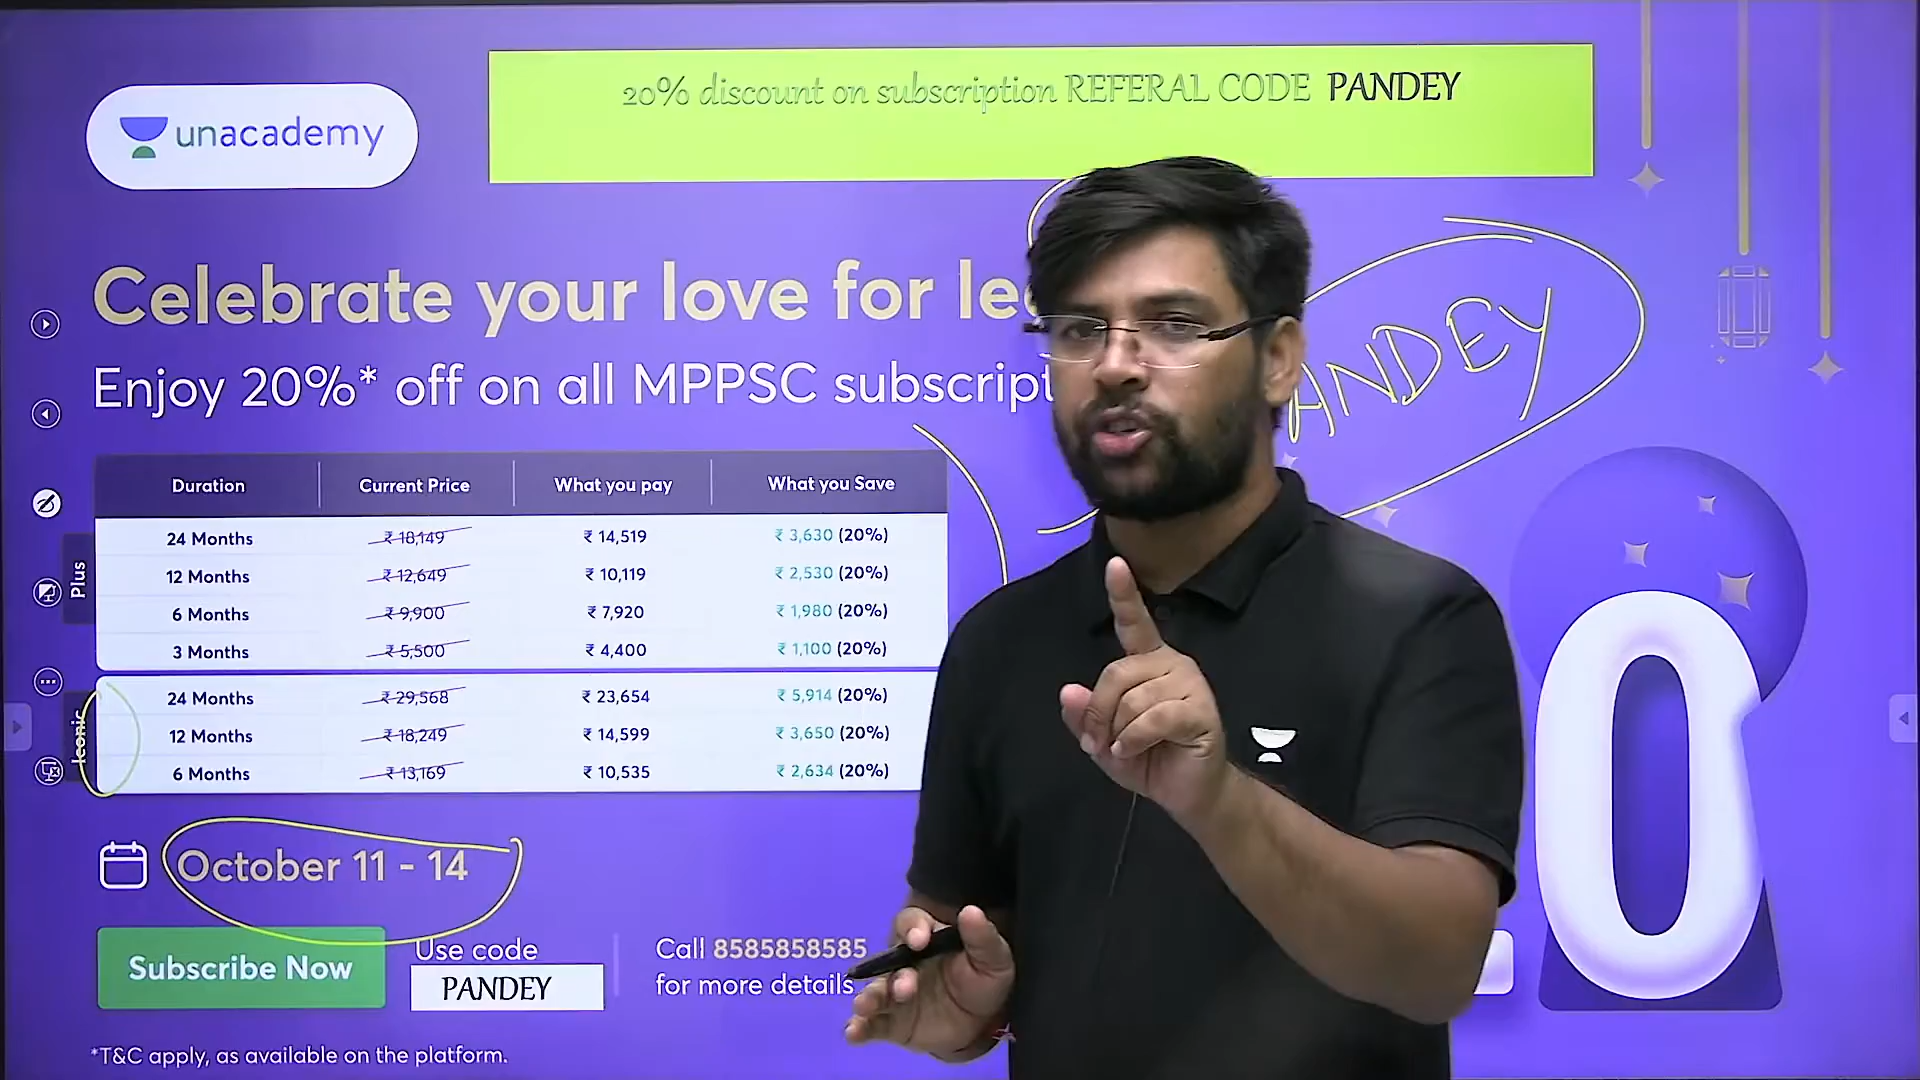 20% discount on subscription REFERAL CODE PANDEY
unacademy
Celebrate your love for
Enjoy 20%* off on all MPPSC
PANDEY
Duration Current Price What you pay What you Save
Plus
24 Months ₹ 18,149 ₹ 14,519 ₹ 3,630 (20%)
12 Months ₹ 12,649 ₹ 10,119 ₹ 2,530 (20%)
6 Months ₹ 9,900 ₹ 7,920 ₹ 1,980 (20%)
3 Months ₹ 5,500 ₹ 4,400 ₹ 1,100 (20%)
Iconic
24 Months ₹ 29,568 ₹ 23,654 ₹ 5,914 (20%)
12 Months ₹ 18,249 ₹ 14,599 ₹ 3,650 (20%)
6 Months ₹ 13,169 ₹ 10,535 ₹ 2,634 (20%)
October 11 - 14
Subscribe Now
Use code
PANDEY
Call 8585858585
for more details
*T&C apply, as available on the platform.
0